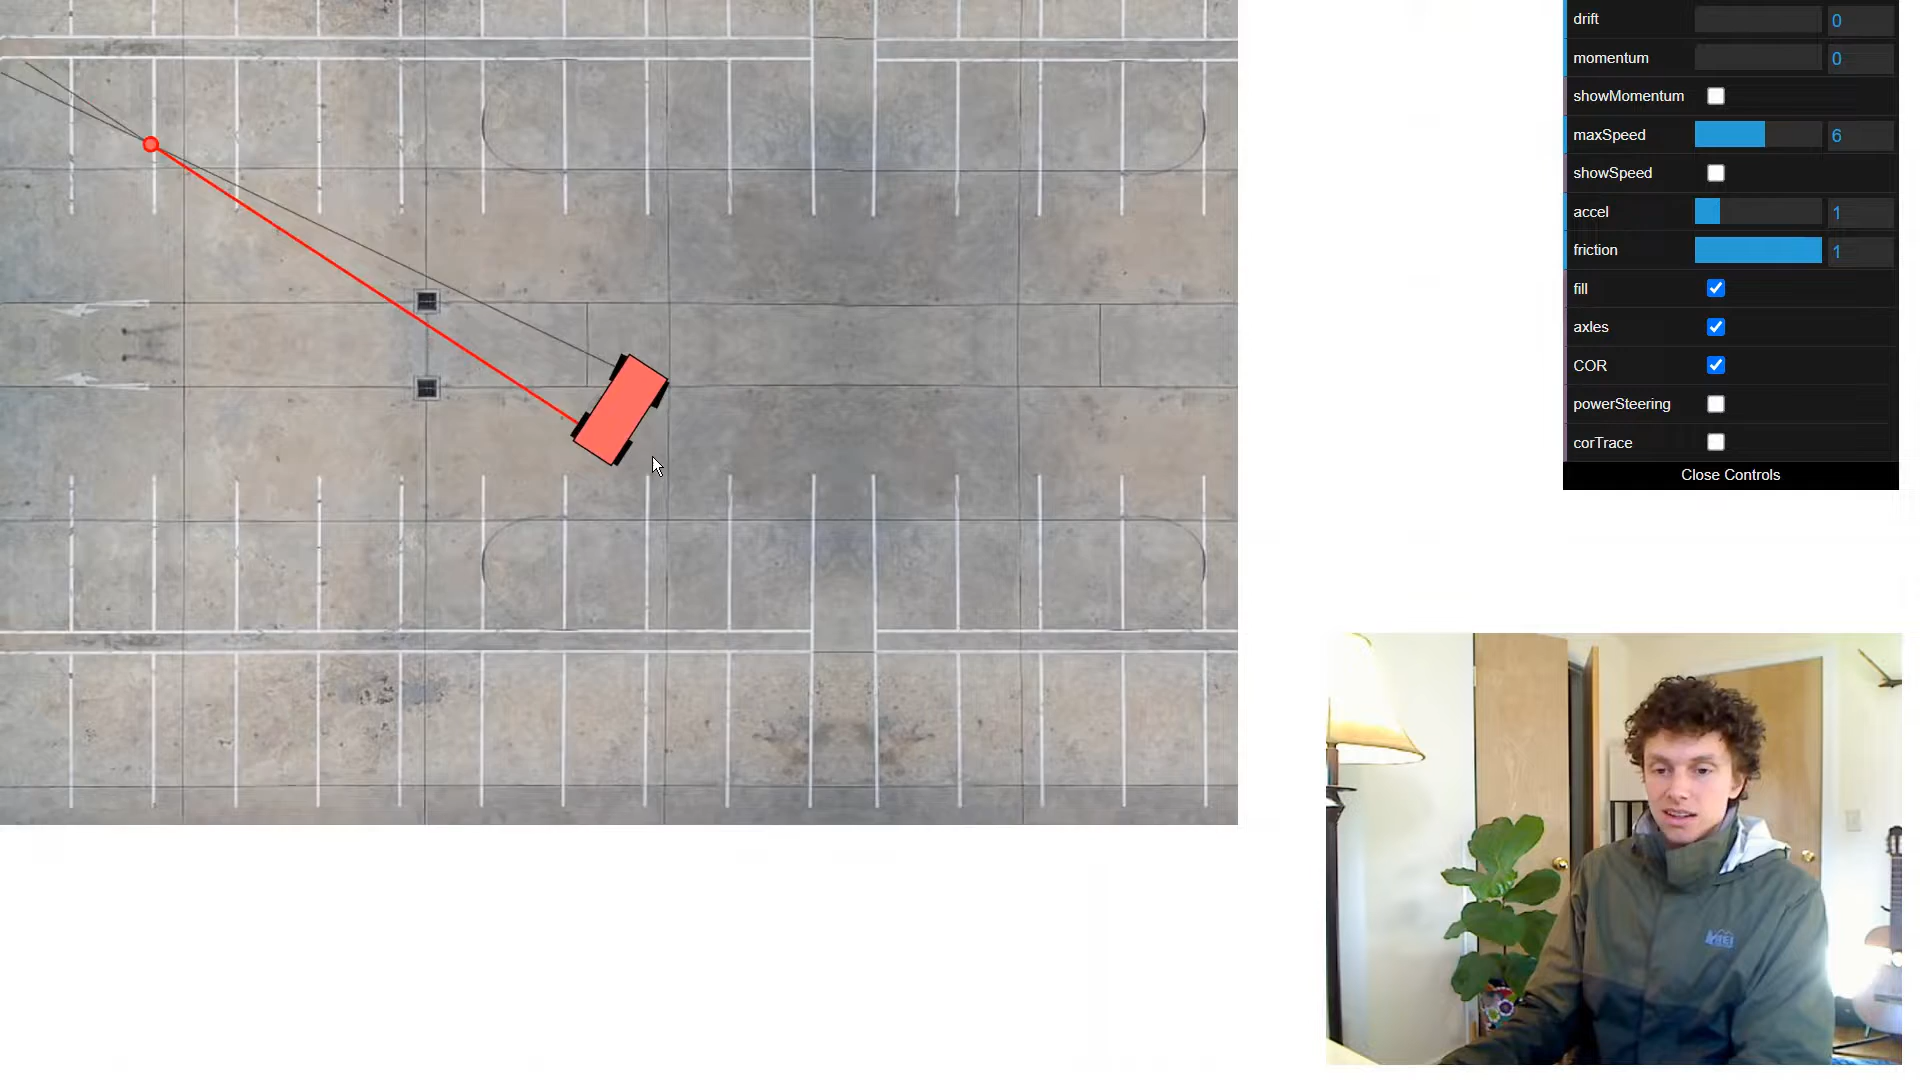 drift 0
momentum 0
showMomentum
maxSpeed 6
showSpeed
accel 1
friction 1
fill
axles
COR
powerSteering
corTrace
Close Controls
REI